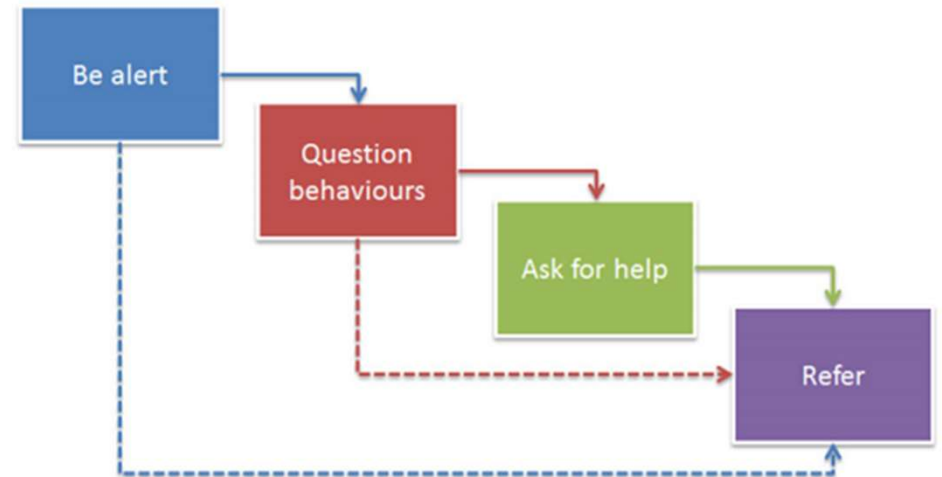 Be alert
Question
behaviours
Ask for help
Refer